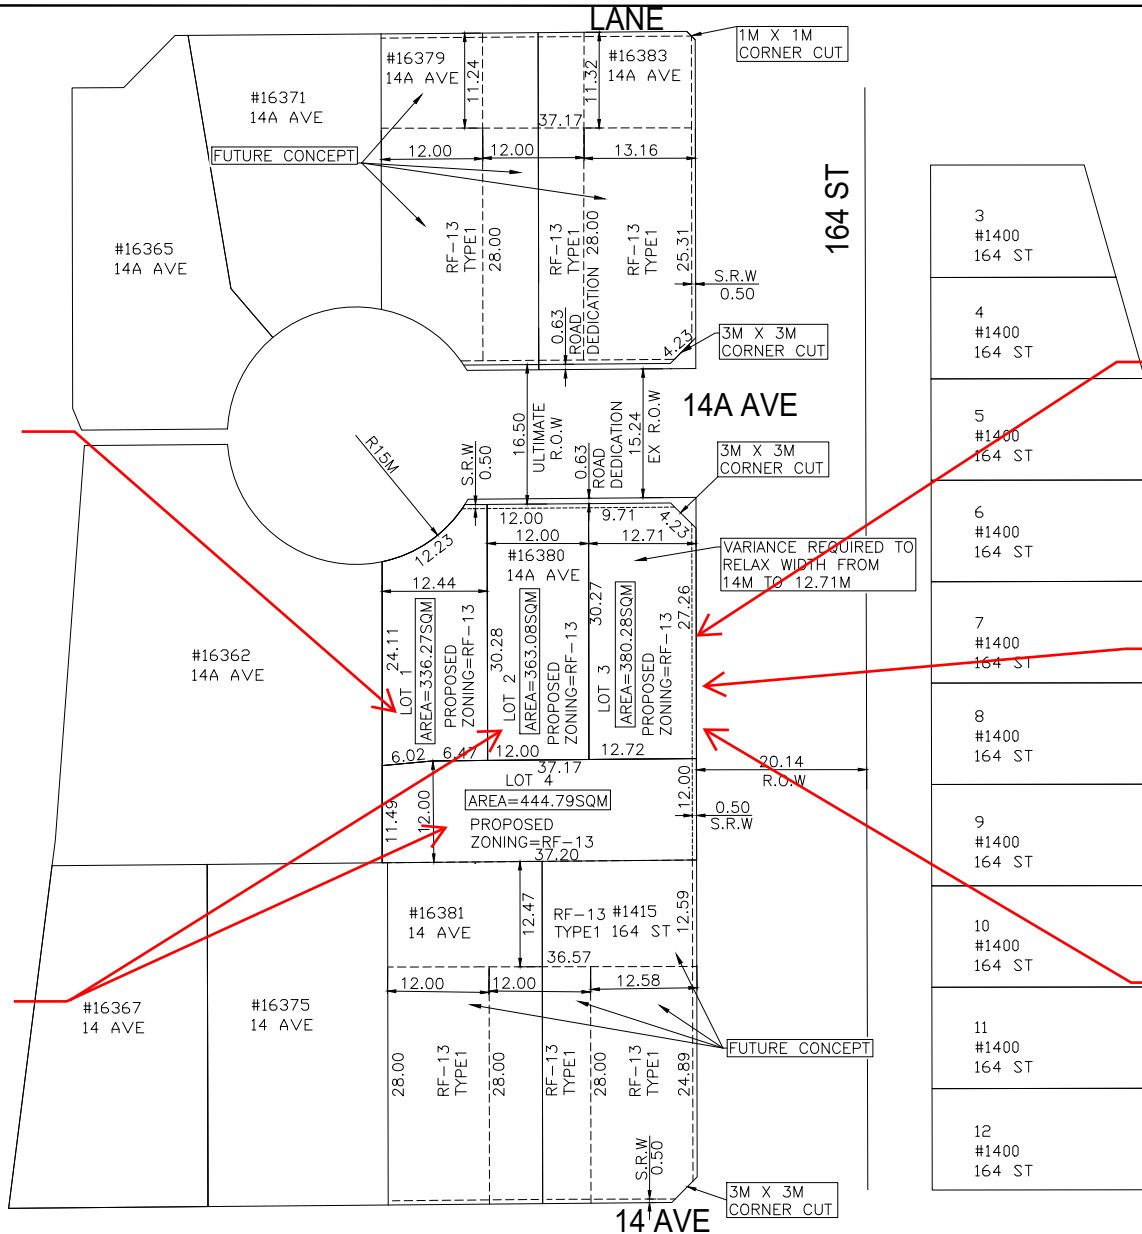 LANE
1M X 1M
CORNER CUT
#16379
14A AVE
11.24
11.32
#16383
14A AVE
#16371
14A AVE
37.17
FUTURE CONCEPT
12.00
12.00
13.16
164 ST
#16365
14A AVE
RF-13
TYPE1
28.00
RF-13
TYPE1
28.00
RF-13
TYPE1
25.31
S.R.W
0.50
0.63
ROAD
DEDICATION
4.23
3M X 3M
CORNER CUT
14A AVE
16.50
ULTIMATE
R.O.W
0.63
ROAD
DEDICATION
15.24
EX R.O.W
R15M
S.R.W
0.50
3M X 3M
CORNER CUT
12.00
9.71
4.23
12.23
12.00
12.71
#16380
14A AVE
VARIANCE REQUIRED TO
RELAX WIDTH FROM
14M TO 12.71M
12.44
24.11
LOT 1
AREA=336.27SQM
PROPOSED
ZONING=RF-13
30.28
LOT 2
AREA=363.08SQM
PROPOSED
ZONING=RF-13
30.27
LOT 3
AREA=380.28SQM
PROPOSED
ZONING=RF-13
27.26
#16362
14A AVE
6.02
6.47
12.00
12.72
37.17
20.14
R.O.W
LOT 4
AREA=444.79SQM
PROPOSED
ZONING=RF-13
11.49
12.00
12.00
0.50
S.R.W
37.20
#16381
14 AVE
12.47
RF-13
TYPE1
#1415
164 ST
12.59
36.57
12.00
12.00
12.58
#16367
14 AVE
#16375
14 AVE
FUTURE CONCEPT
28.00
RF-13
TYPE1
28.00
RF-13
TYPE1
28.00
RF-13
TYPE1
24.89
S.R.W
0.50
3M X 3M
CORNER CUT
14 AVE
3
#1400
164 ST
4
#1400
164 ST
5
#1400
164 ST
6
#1400
164 ST
7
#1400
164 ST
8
#1400
164 ST
9
#1400
164 ST
10
#1400
164 ST
11
#1400
164 ST
12
#1400
164 ST